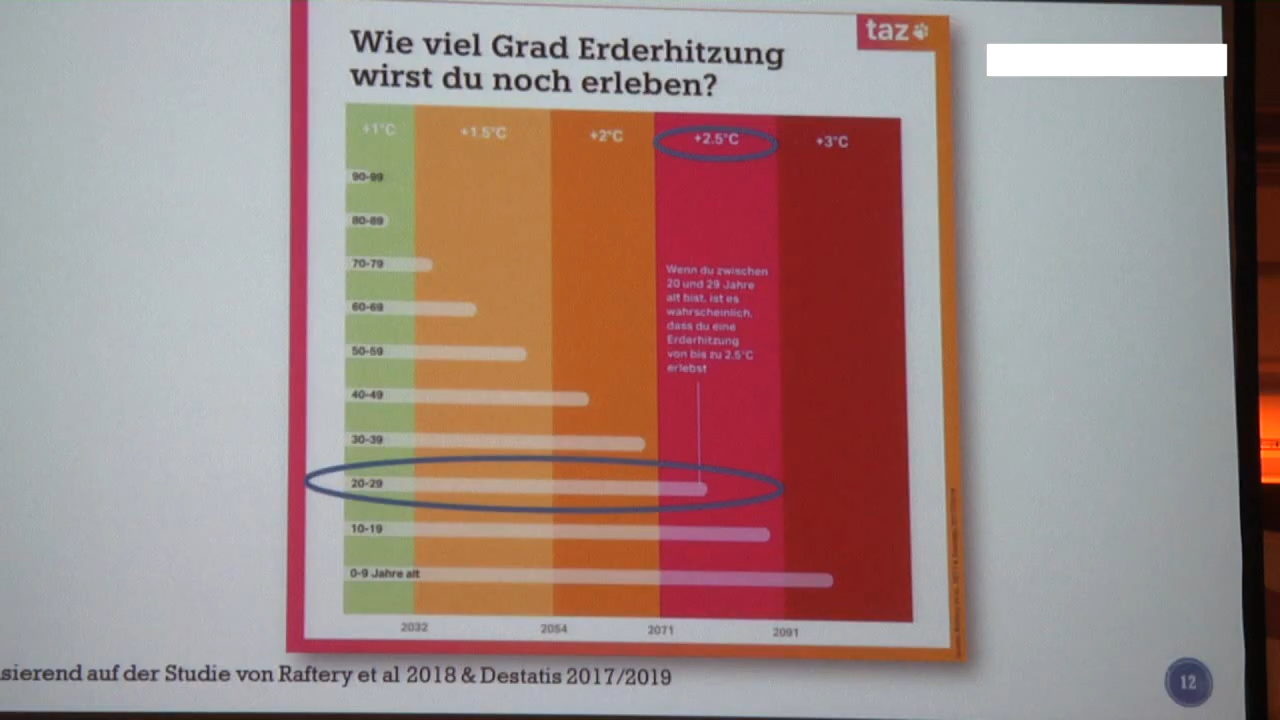 taz
Wie viel Grad Erderhitzung
wirst du noch erleben?
+1°C
+1.5°C
+2°C
+2.5°C
+3°C
90-99
80-89
70-79
60-69
50-59
40-49
30-39
20-29
10-19
0-9 Jahre alt
Wenn du zwischen
20 und 29 Jahre
alt bist, ist es
wahrscheinlich,
dass du eine
Erderhitzung
von bis zu 2.5°C
erlebst
2032
2054
2071
2091
sierend auf der Studie von Raftery et al 2018 & Destatis 2017/2019
12